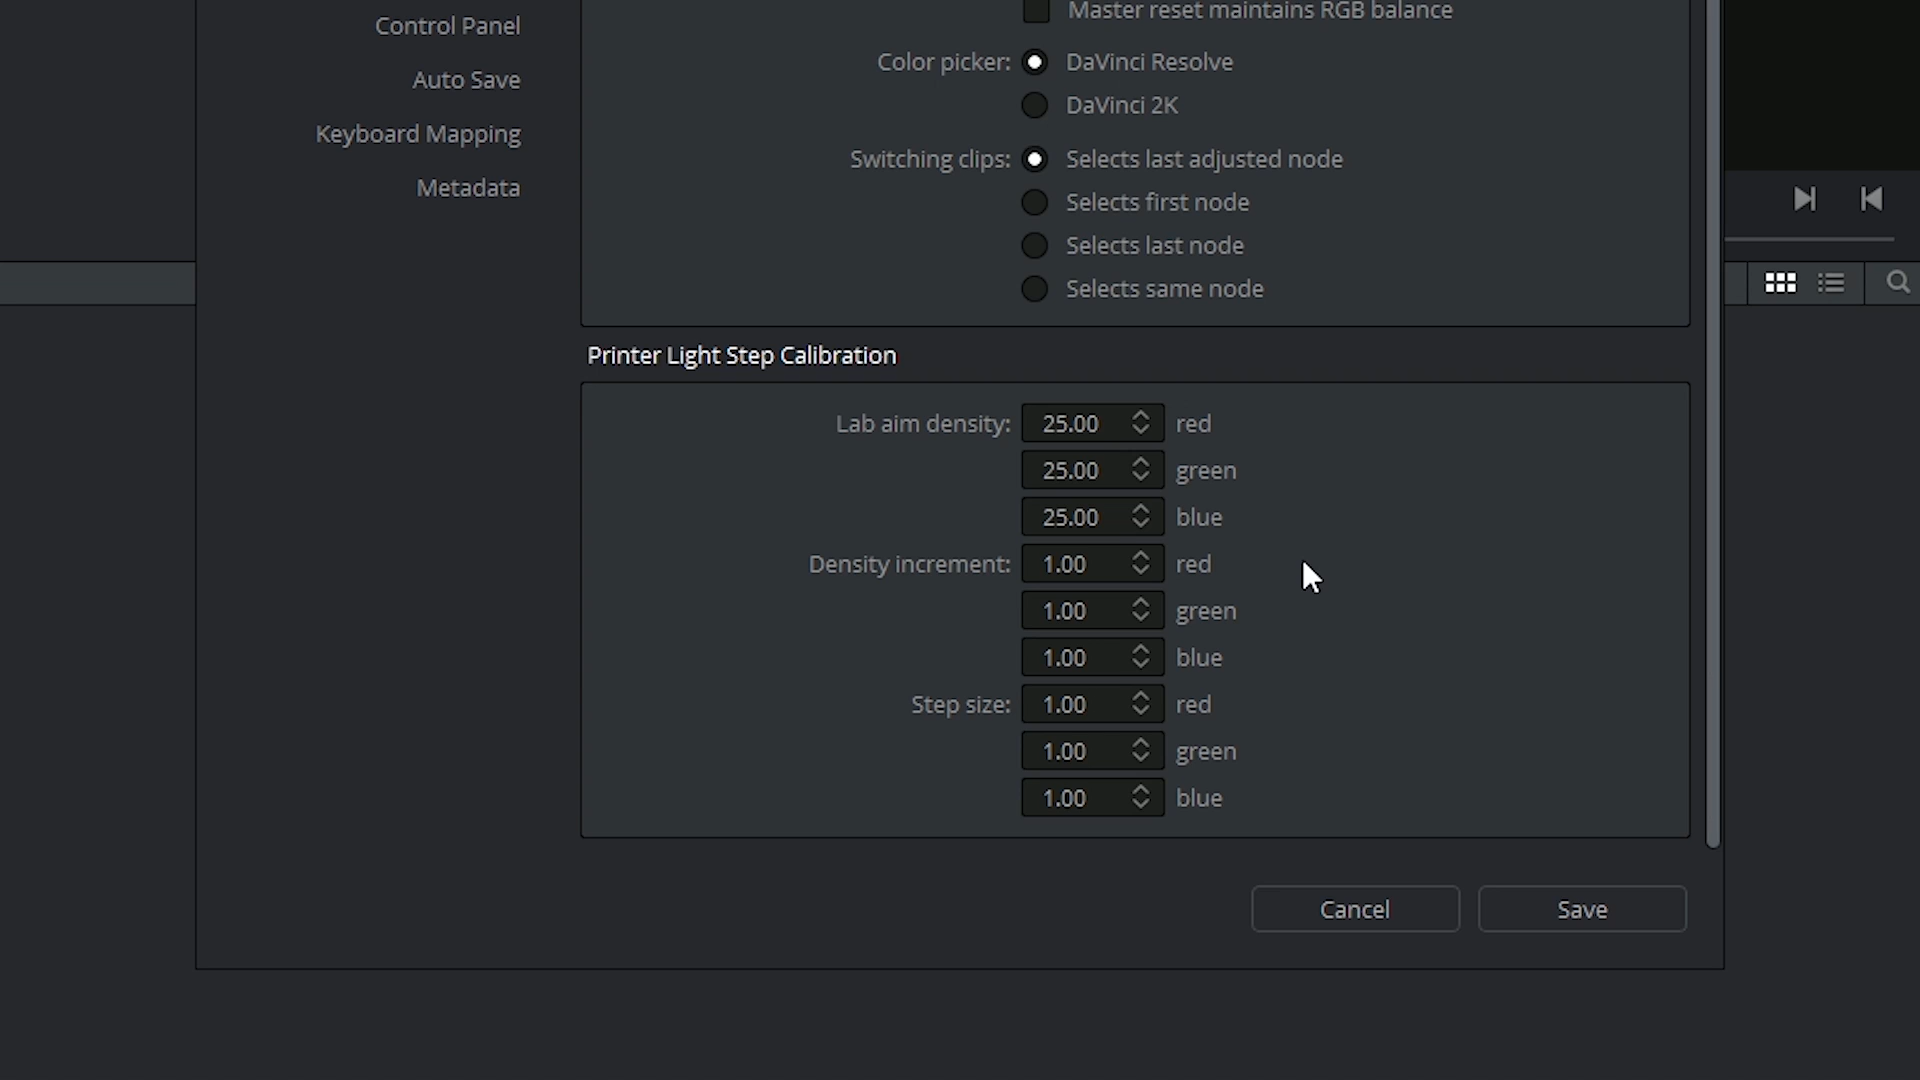 Control Panel
Auto Save
Keyboard Mapping
Metadata
Master reset maintains RGB balance
Color picker: DaVinci Resolve
DaVinci 2K
Switching clips: Selects last adjusted node
Selects first node
Selects last node
Selects same node
Printer Light Step Calibration
Lab aim density: 25.00 red
25.00 green
25.00 blue
Density increment: 1.00 red
1.00 green
1.00 blue
Step size: 1.00 red
1.00 green
1.00 blue
Cancel Save